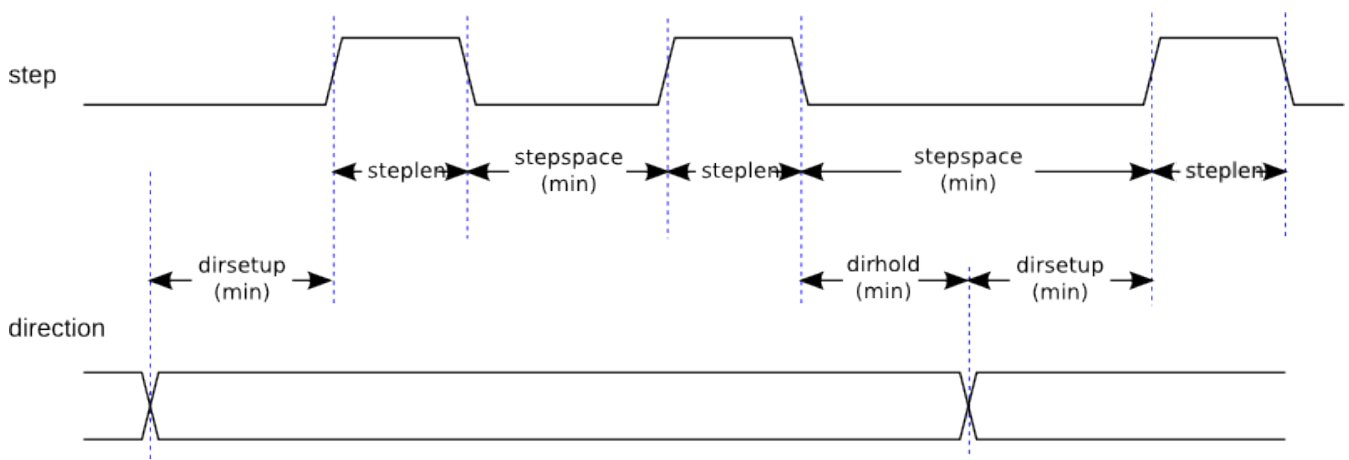 step
steplen
stepspace
(min)
steplen
stepspace
(min)
steplen
dirsetup
(min)
dirhold
(min)
dirsetup
(min)
direction